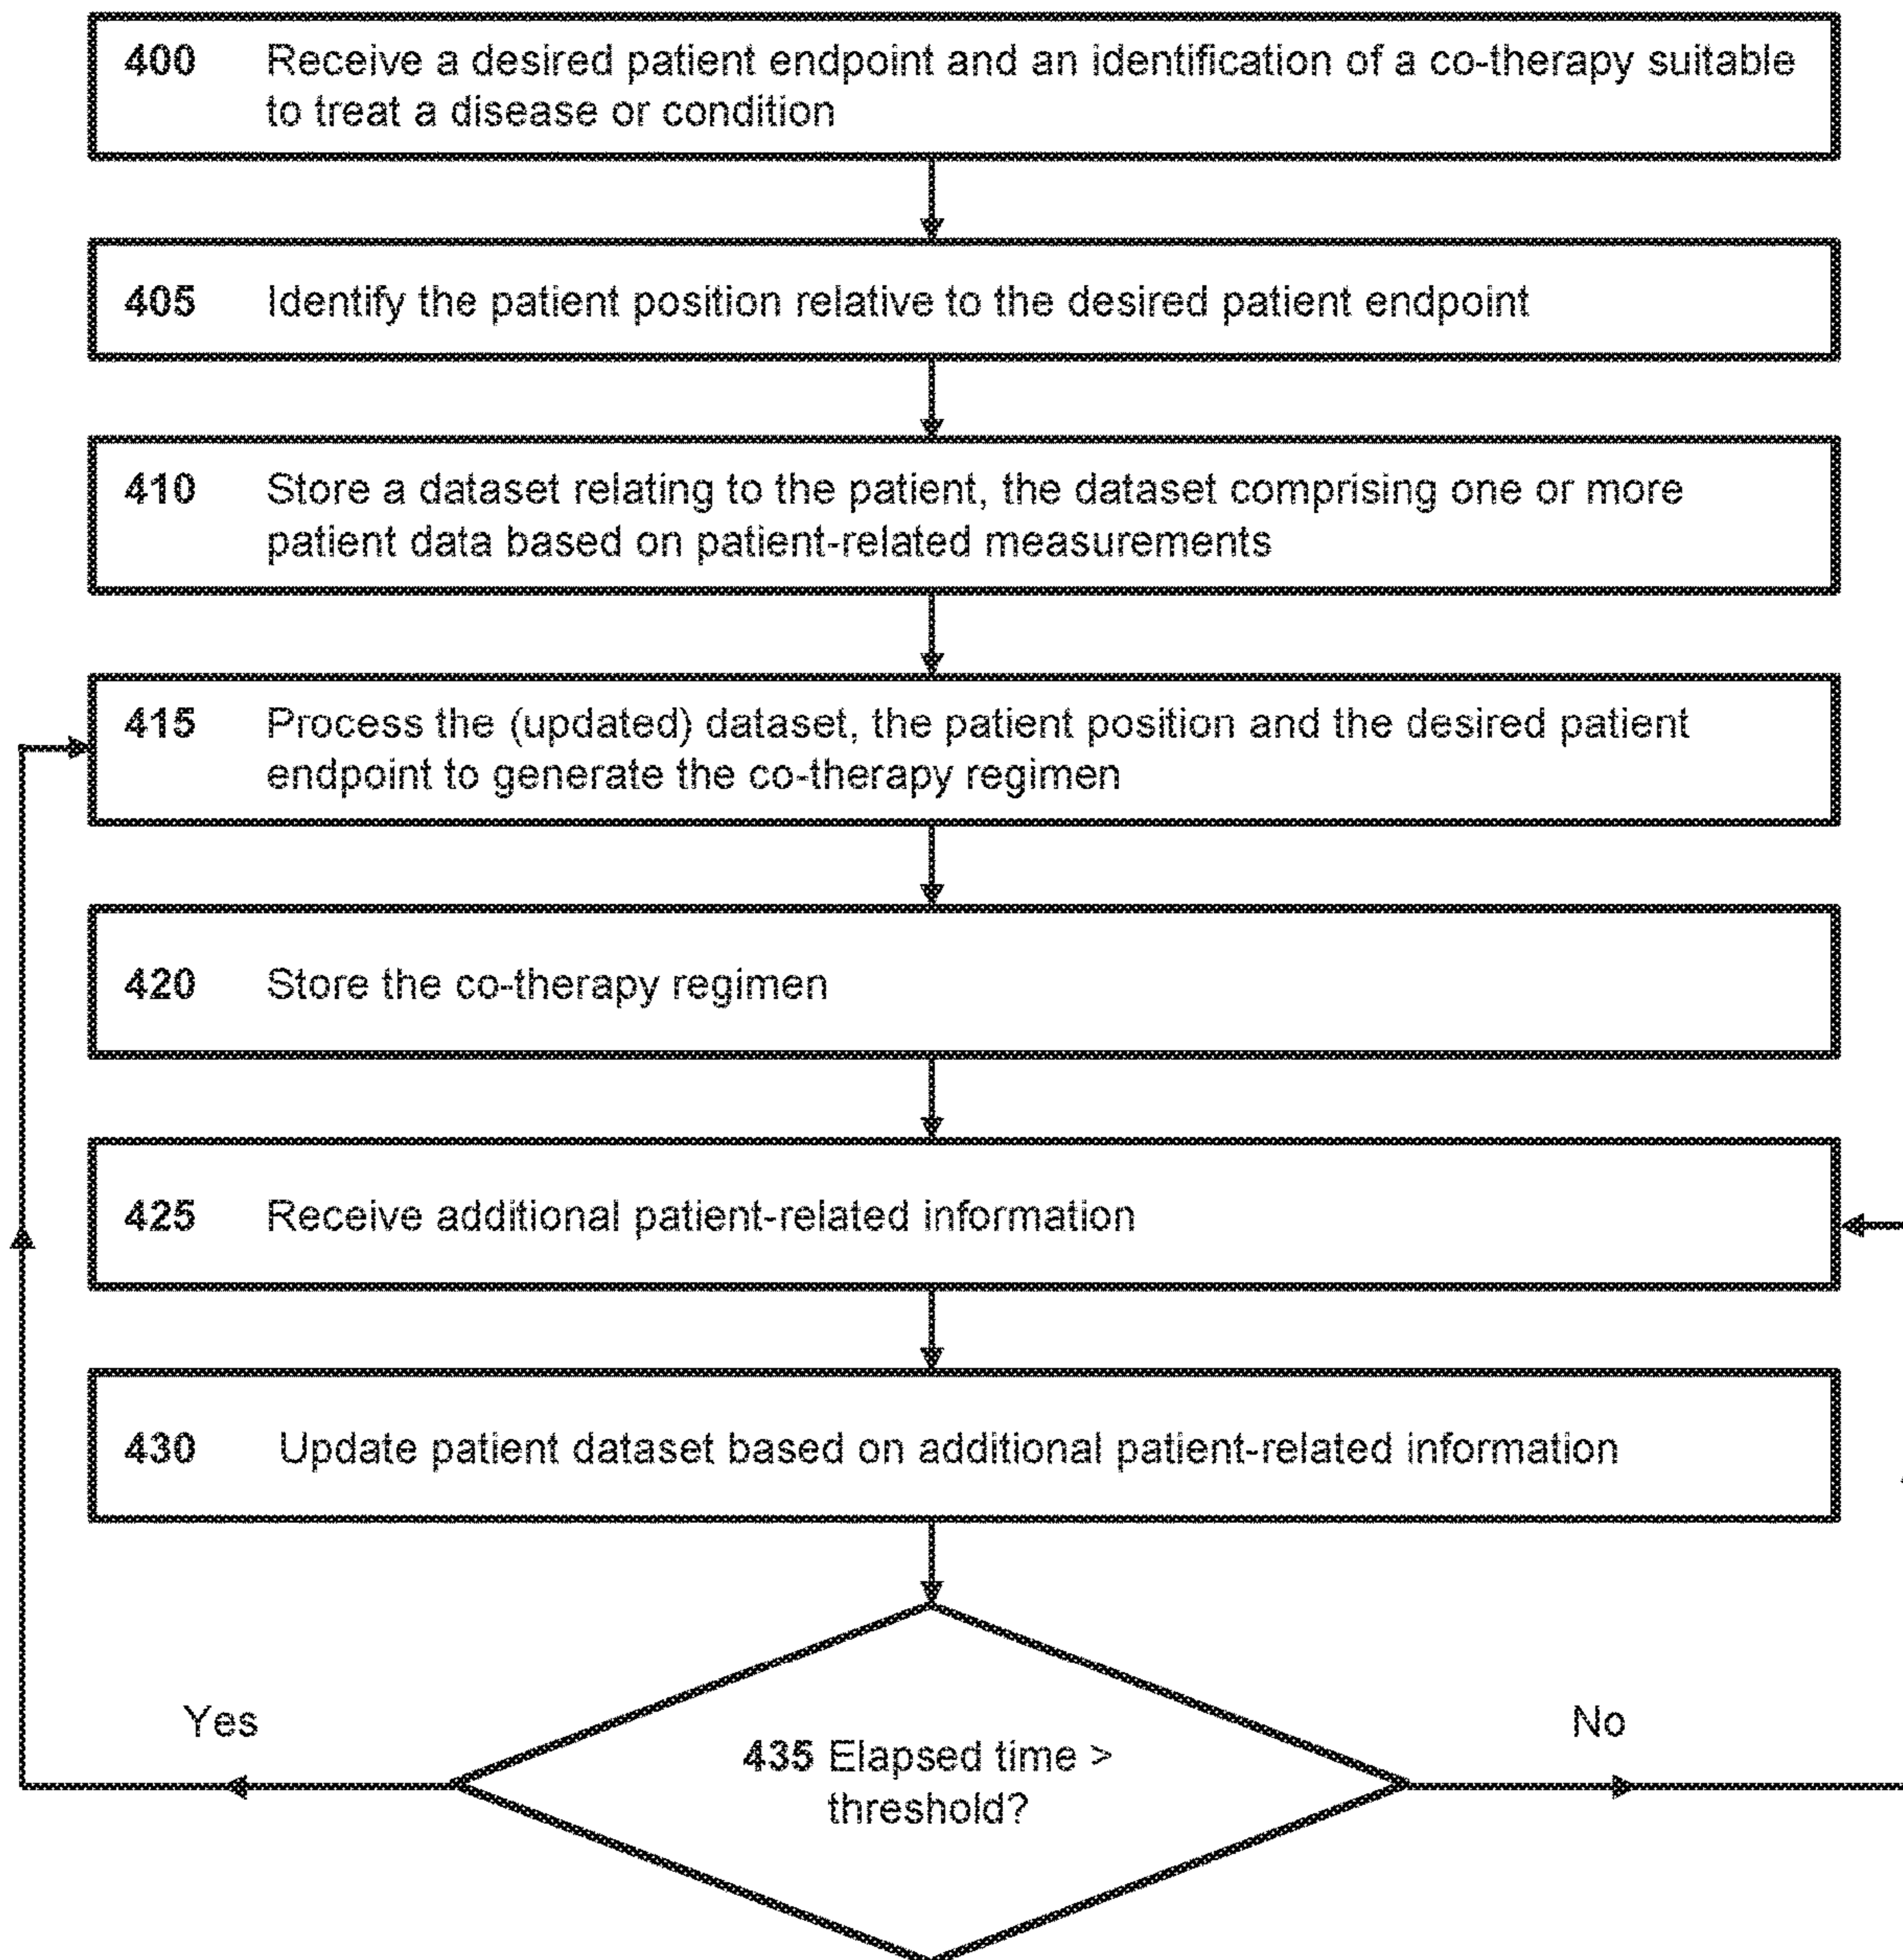 400 Receive a desired patient endpoint and an identification of a co-therapy suitable
to treat a disease or condition
405 Identify the patient position relative to the desired patient endpoint
410 Store a dataset relating to the patient, the dataset comprising one or more
patient data based on patient-related measurements
415 Process the (updated) dataset, the patient position and the desired patient
endpoint to generate the co-therapy regimen
420 Store the co-therapy regimen
425 Receive additional patient-related information
430 Update patient dataset based on additional patient-related information
Yes
No
435 Elapsed time >
threshold?